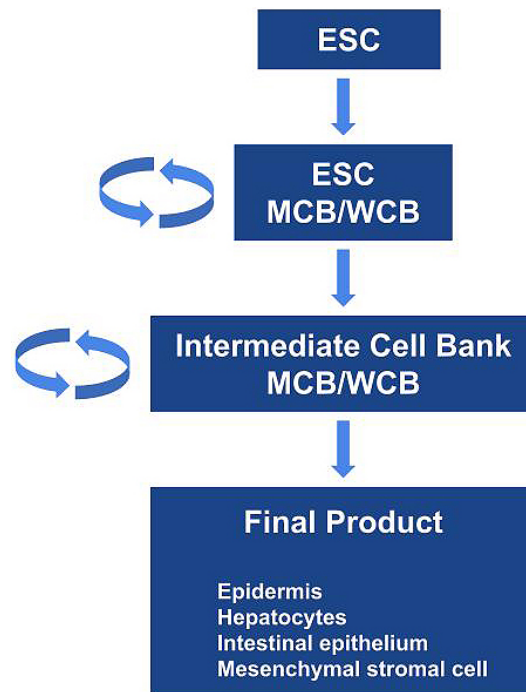 ESC
ESC
MCB/WCB
Intermediate Cell Bank
MCB/WCB
Final Product
Epidermis
Hepatocytes
Intestinal epithelium
Mesenchymal stromal cell